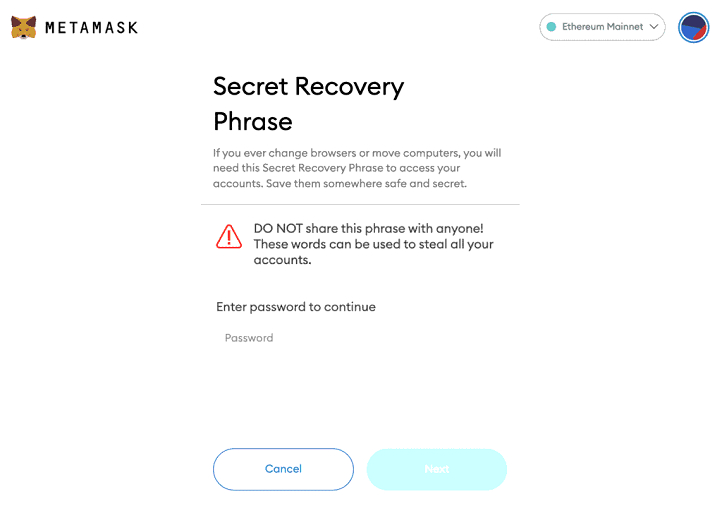 METAMASK
Ethereum Mainnet
Secret Recovery
Phrase
If you ever change browsers or move computers, you will
need this Secret Recovery Phrase to access your
accounts. Save them somewhere safe and secret.
DO NOT share this phrase with anyone!
These words can be used to steal all your
accounts.
Enter password to continue
Password
Cancel
Next